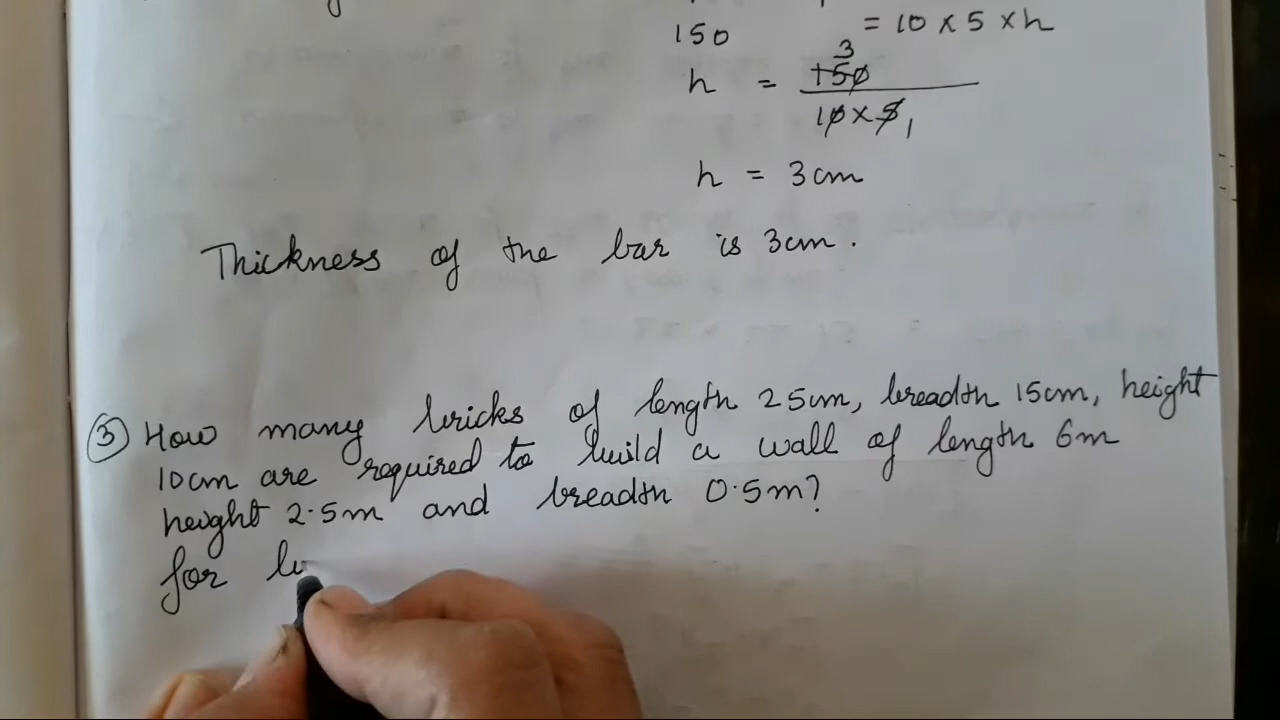 150 = 10 x 5 x h
3
h = 150
10 x 5 1
h = 3cm
Thickness of the bar is 3cm.
3 How many bricks of length 25cm, breadth 15cm, height
10cm are required to build a wall of length 6m
height 2.5m and breadth 0.5m?
for